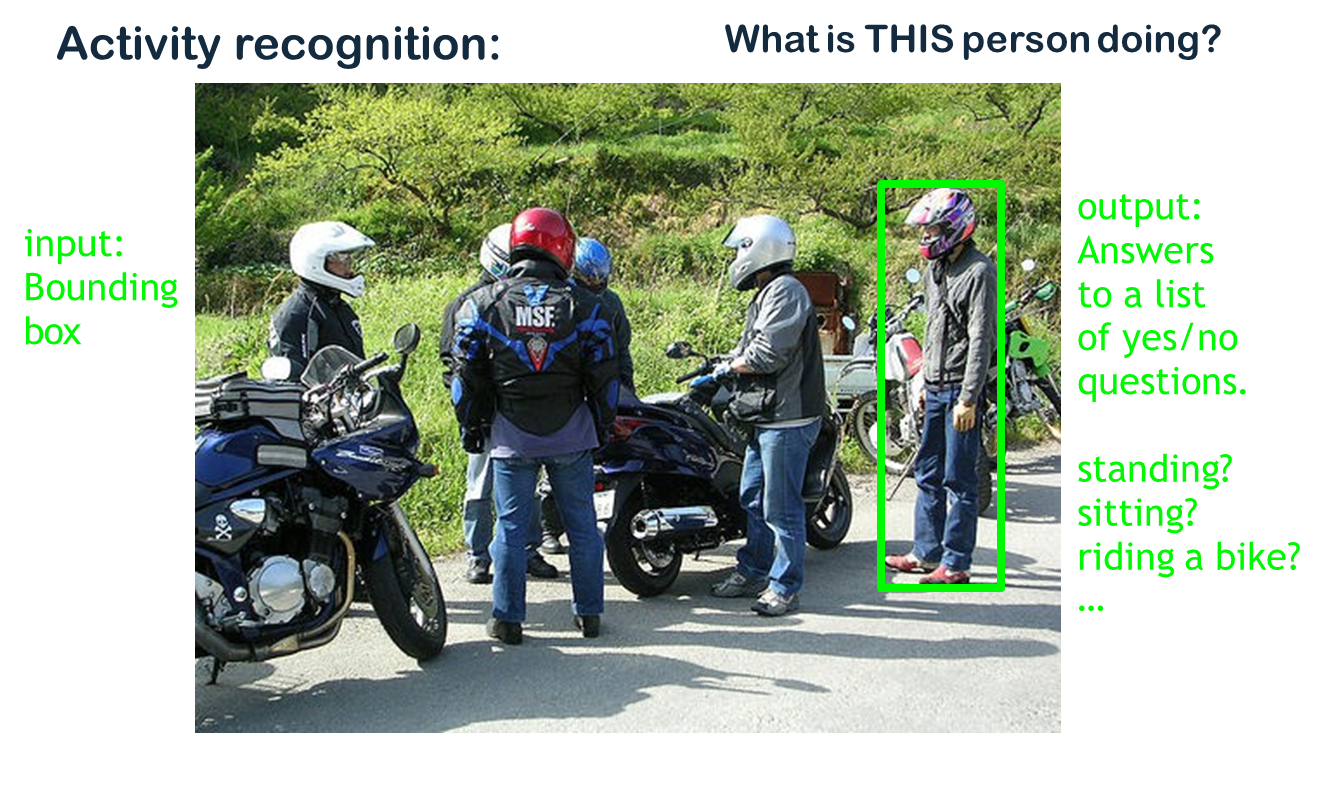 Activity recognition:
What is THIS person doing?
input:
Bounding
box
MSF.
output:
Answers
to a list
of yes/no
questions.
standing?
sitting?
riding a bike?
...